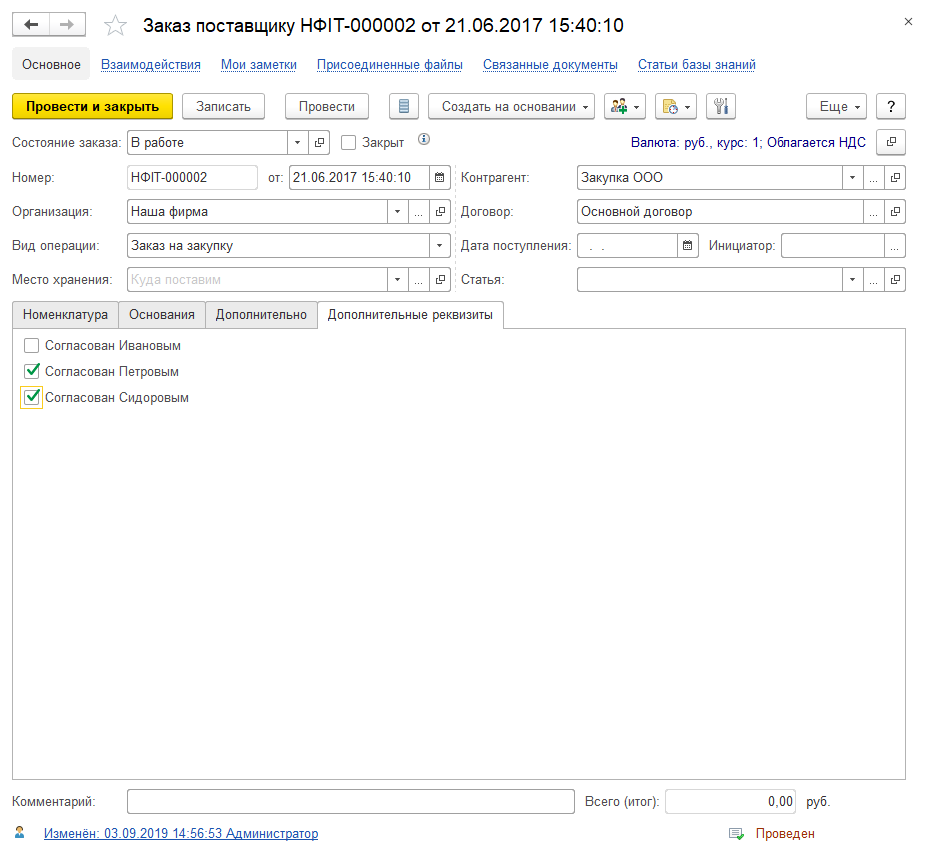 Заказ поставщику НФІТ-000002 от 21.06.2017 15:40:10
Основное Взаимодействия Мои заметки Присоединенные файлы Связанные документы Статьи базы знаний
Провести и закрыть Записать Провести Создать на основании Еще ?
Состояние заказа: В работе Закрыт Валюта: руб., курс: 1; Облагается НДС
Номер: НФІТ-000002 от: 21.06.2017 15:40:10 Контрагент: Закупка ООО
Организация: Наша фирма Договор: Основной договор
Вид операции: Заказ на закупку Дата поступления: . . Инициатор:
Место хранения: Куда поставим Статья:
Номенклатура Основания Дополнительно Дополнительные реквизиты
Согласован Ивановым
Согласован Петровым
Согласован Сидоровым
Комментарий: Всего (итог): 0,00 руб.
Изменён: 03.09.2019 14:56:53 Администратор Проведен